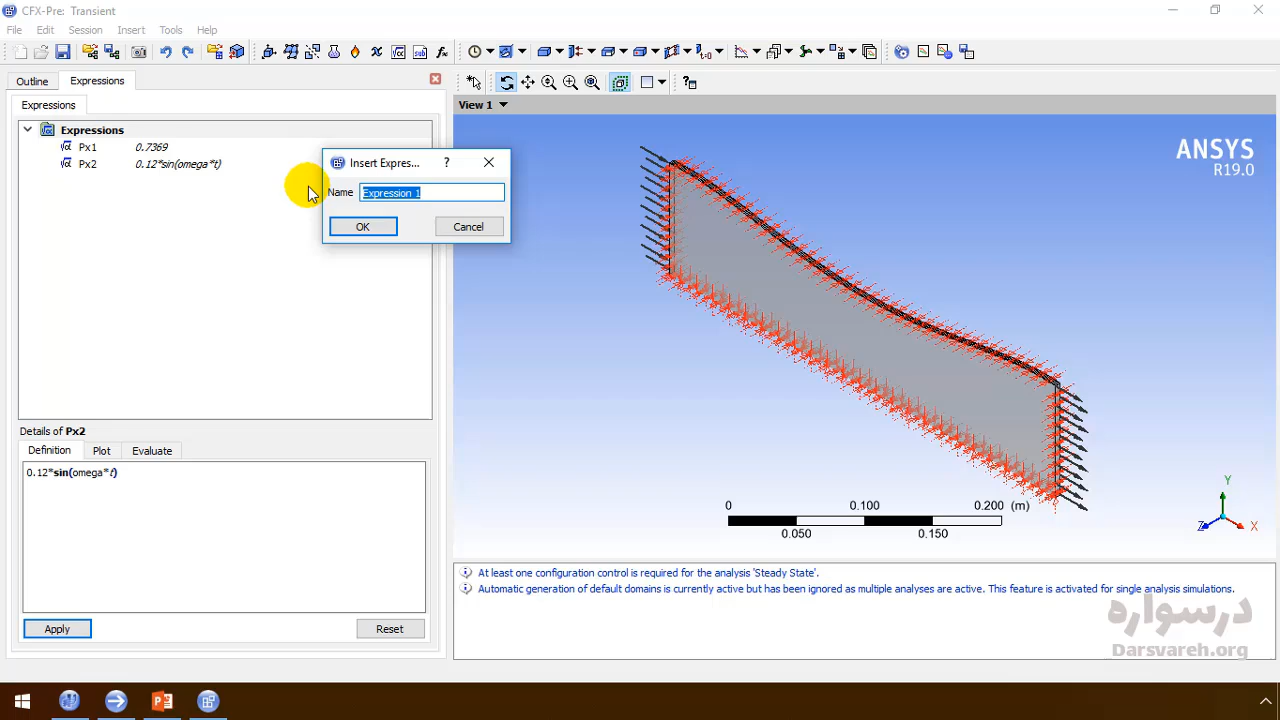 CFX-Pre: Transient
File Edit Session Insert Tools Help
Outline Expressions
Expressions
Expressions
Px1 0.7369
Px2 0.12*sin(omega*t)
Insert Expres... ?
Name Expression 1
OK Cancel
Details of Px2
Definition Plot Evaluate
0.12*sin(omega*t)
Apply Reset
View 1
ANSYS
R19.0
0 0.100 0.200 (m)
0.050 0.150
Y
Z X
At least one configuration control is required for the analysis 'Steady State'.
Automatic generation of default domains is currently active but has been ignored as multiple analyses are active. This feature is activated for single analysis simulations.
درسواره
Darsvareh.org